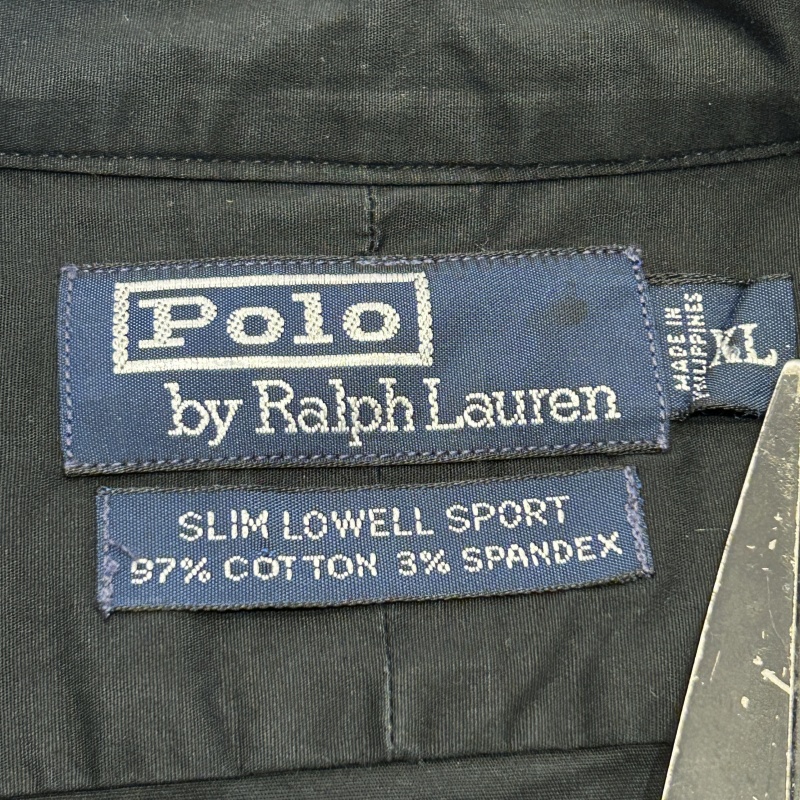 Polo
by Ralph Lauren
MADE IN
PHILIPPINES
XL
SLIM LOWELL SPORT
97% COTTON 3% SPANDEX